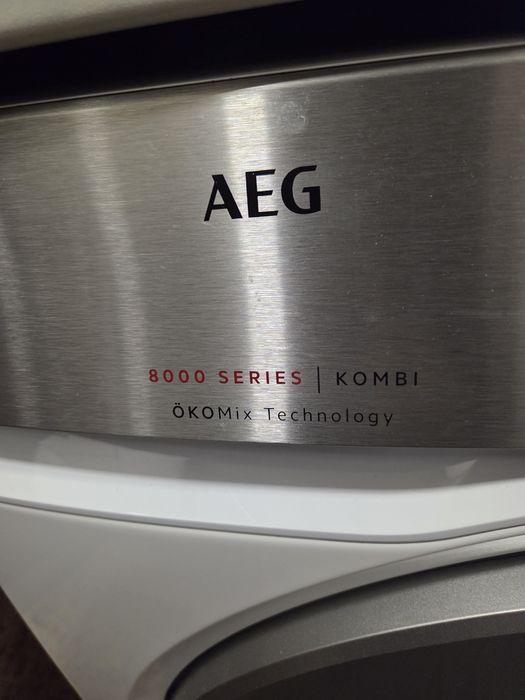 AEG
8000 SERIES | KOMBI
ÖKOMix Technology